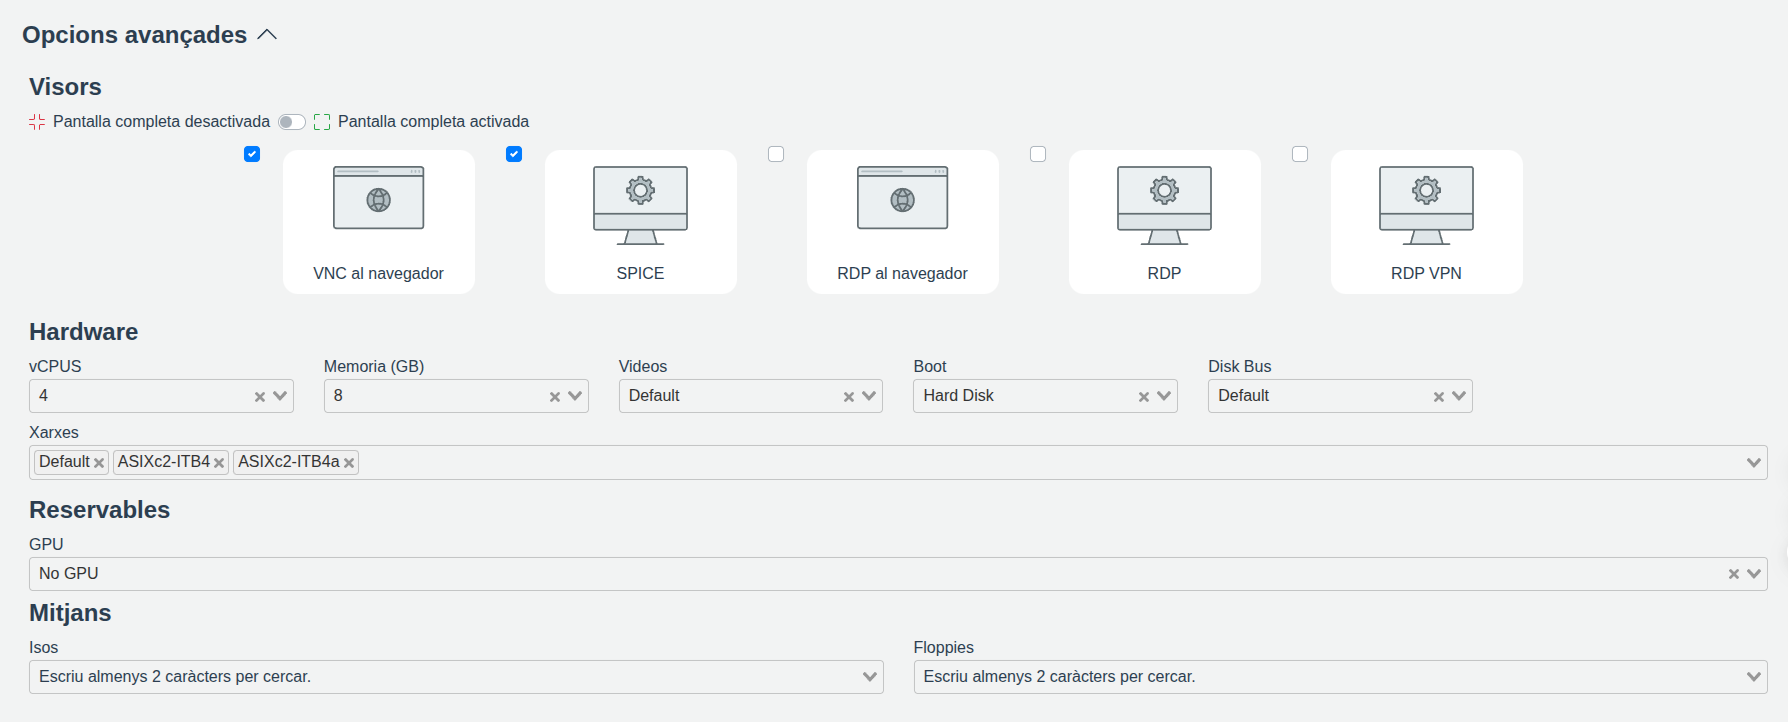 Opcions avançades
Visors
Pantalla completa desactivada Pantalla completa activada
VNC al navegador SPICE RDP al navegador RDP RDP VPN
Hardware
vCPUS Memoria (GB) Videos Boot Disk Bus
4 8 Default Hard Disk Default
Xarxes
Default ASIXc2-ITB4 ASIXc2-ITB4a
Reservables
GPU
No GPU
Mitjans
Isos Floppies
Escriu almenys 2 caràcters per cercar. Escriu almenys 2 caràcters per cercar.